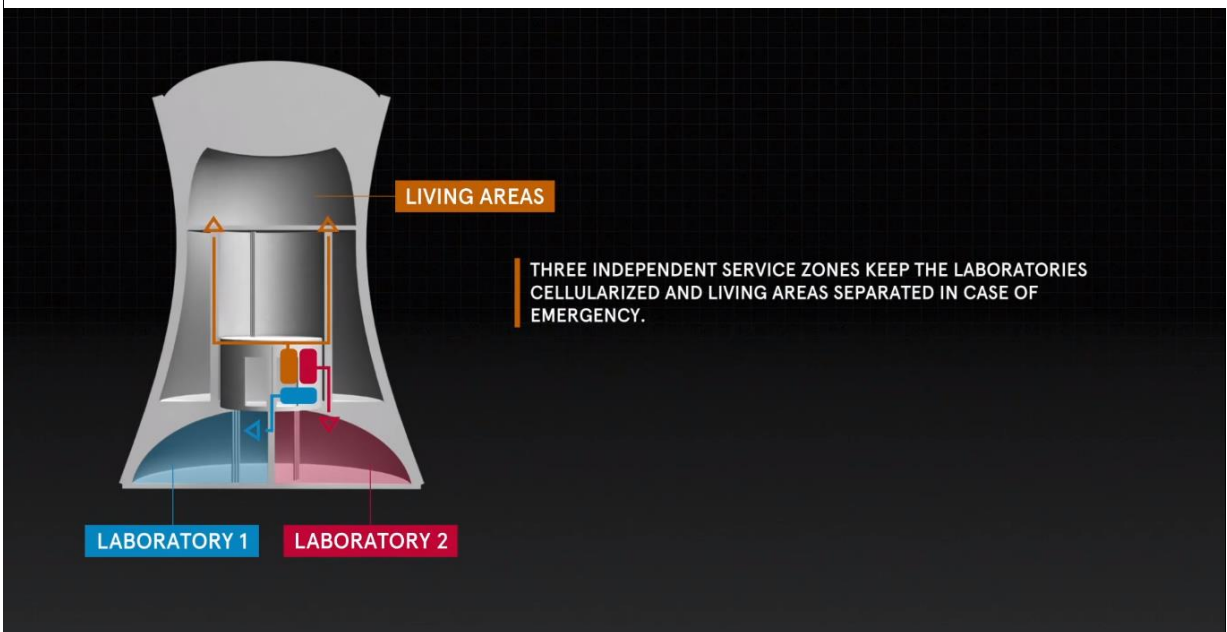 LIVING AREAS
THREE INDEPENDENT SERVICE ZONES KEEP THE LABORATORIES
CELLULARIZED AND LIVING AREAS SEPARATED IN CASE OF
EMERGENCY.
LABORATORY 1
LABORATORY 2